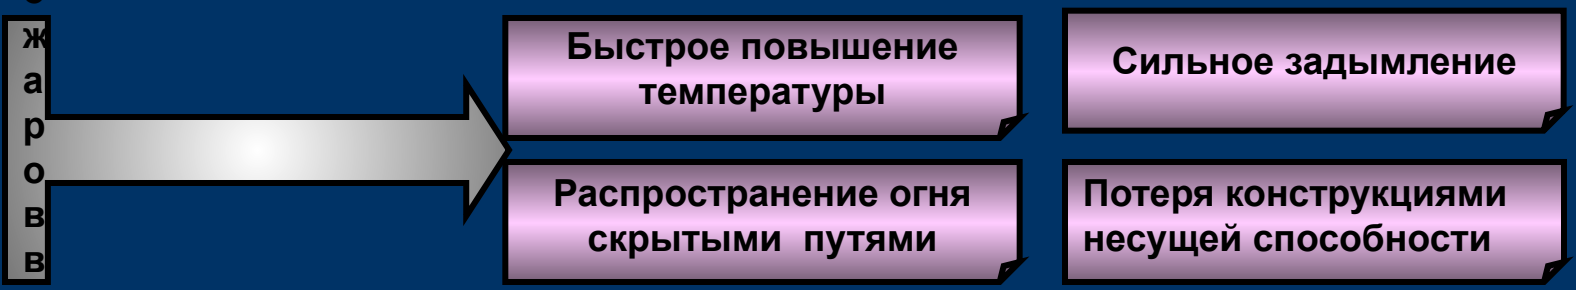 ж
а
р
о
в
в
Быстрое повышение
температуры
Сильное задымление
Распространение огня
скрытыми путями
Потеря конструкциями
несущей способности